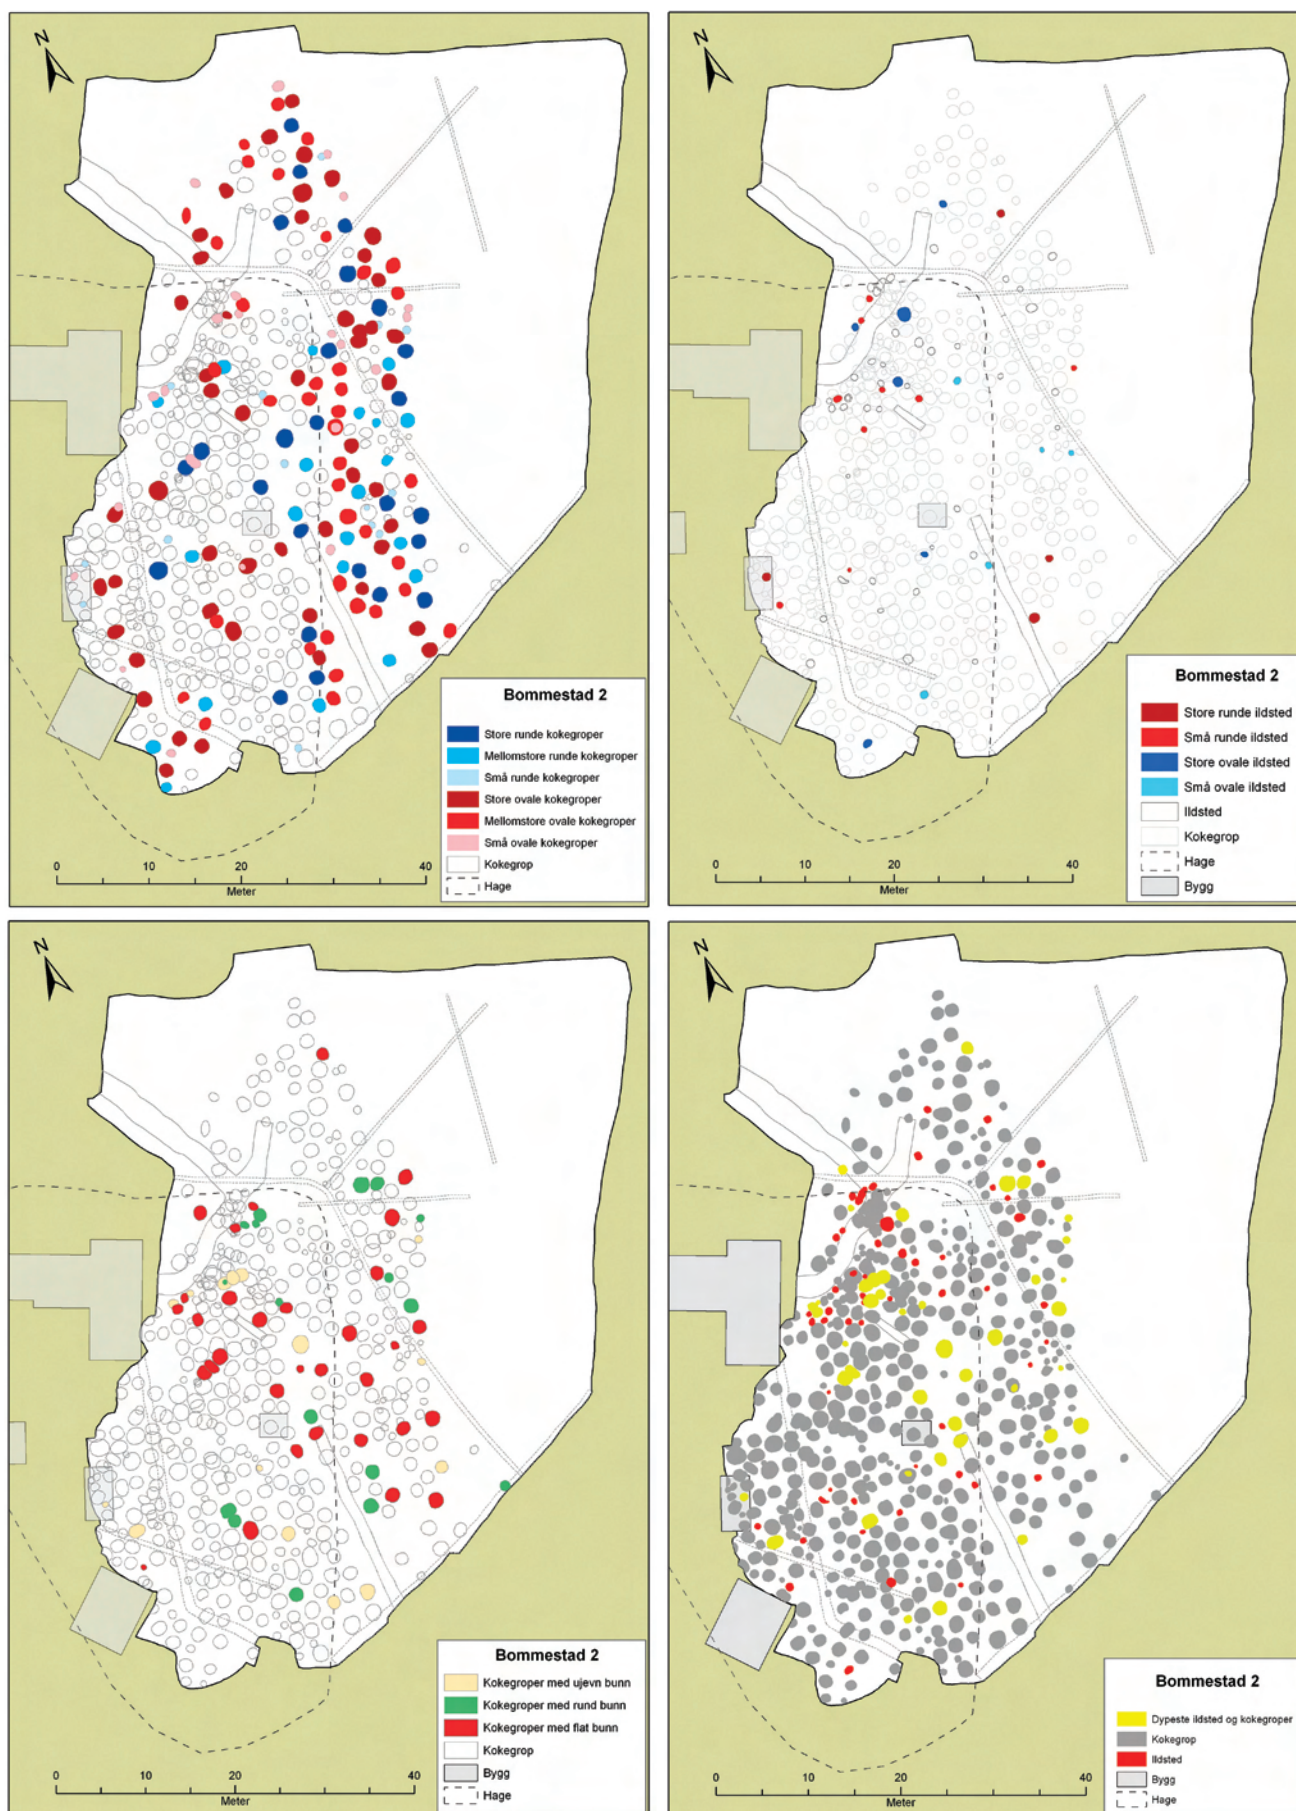 N
Bommestad 2
Store runde kokegroper
Mellomstore runde kokegroper
Små runde kokegroper
Store ovale kokegroper
Mellomstore ovale kokegroper
Små ovale kokegroper
Kokegrop
Hage
0 20 40
Meter
N
Bommestad 2
Store runde ildsted
Små runde ildsted
Store ovale ildsted
Små ovale ildsted
Ildsted
Kokegrop
Hage
Bygg
0 10 20 40
Meter
N
Bommestad 2
Kokegroper med ujevn bunn
Kokegroper med rund bunn
Kokegroper med flat bunn
Kokegrop
Bygg
Hage
0 10 20 40
Meter
N
Bommestad 2
Dypeste ildsted og kokegroper
Kokegrop
Ildsted
Bygg
Hage
0 10 20 40
Meter